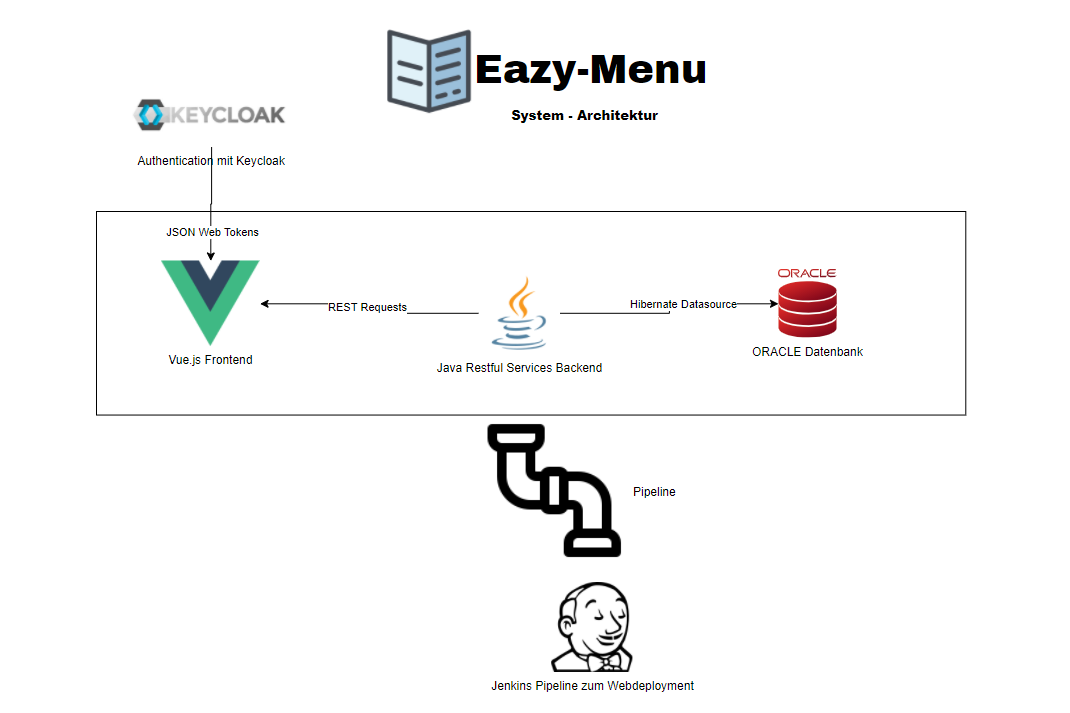 Eazy-Menu
System - Architektur
KEYCLOAK
Authentication mit Keycloak
JSON Web Tokens
REST Requests
Hibernate Datasource
ORACLE
Vue.js Frontend
Java Restful Services Backend
ORACLE Datenbank
Pipeline
Jenkins Pipeline zum Webdeployment